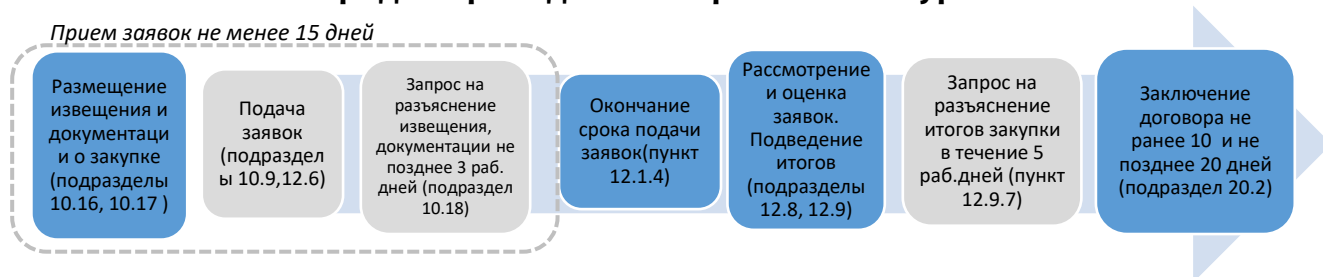 Прием заявок не менее 15 дней
Размещение
извещения и
документаци
и о закупке
(подразделы
10.16, 10.17 )
Подача
заявок
(подраздел
ы 10.9,12.6)
Запрос на
разъяснение
извещения,
документации не
позднее 3 раб.
дней (подраздел
10.18)
Окончание
срока подачи
заявок(пункт
12.1.4)
Рассмотрение
и оценка
заявок.
Подведение
итогов
(подразделы
12.8, 12.9)
Запрос на
разъяснение
итогов закупки
в течение 5
раб.дней (пункт
12.9.7)
Заключение
договора не
ранее 10  и не
позднее 20 дней
(подраздел 20.2)